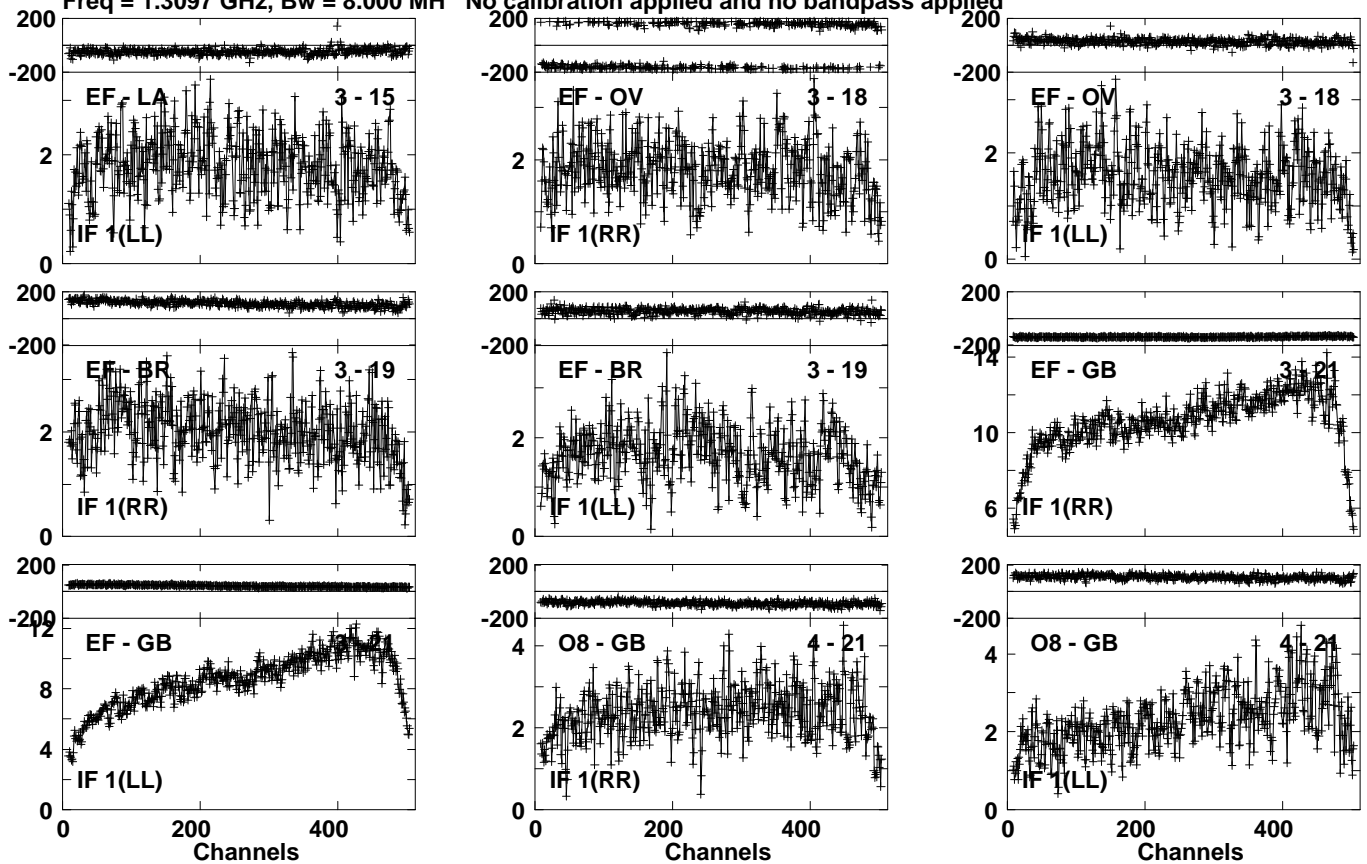 Freq = 1.3097 GHz, Bw = 8.000 MH No calibration applied and no bandpass applied
200
-200
EF - LA 3 - 15
2
IF 1(LL)
0
EF - OV 3 - 18
2
IF 1(RR)
0
EF - OV 3 - 18
2
IF 1(LL)
0
200
-200
EF - BR 3 - 19
2
IF 1(RR)
0
EF - BR 3 - 19
2
IF 1(LL)
0
200
-200
14
EF - GB 3 - 21
10
6
IF 1(RR)
200
-200
12
EF - GB 3 - 21
8
4
IF 1(LL)
0
0 200 400
Channels
200
-200
O8 - GB 4 - 21
4
2
IF 1(RR)
0
0 200 400
Channels
200
-200
O8 - GB 4 - 21
4
2
IF 1(LL)
0
0 200 400
Channels